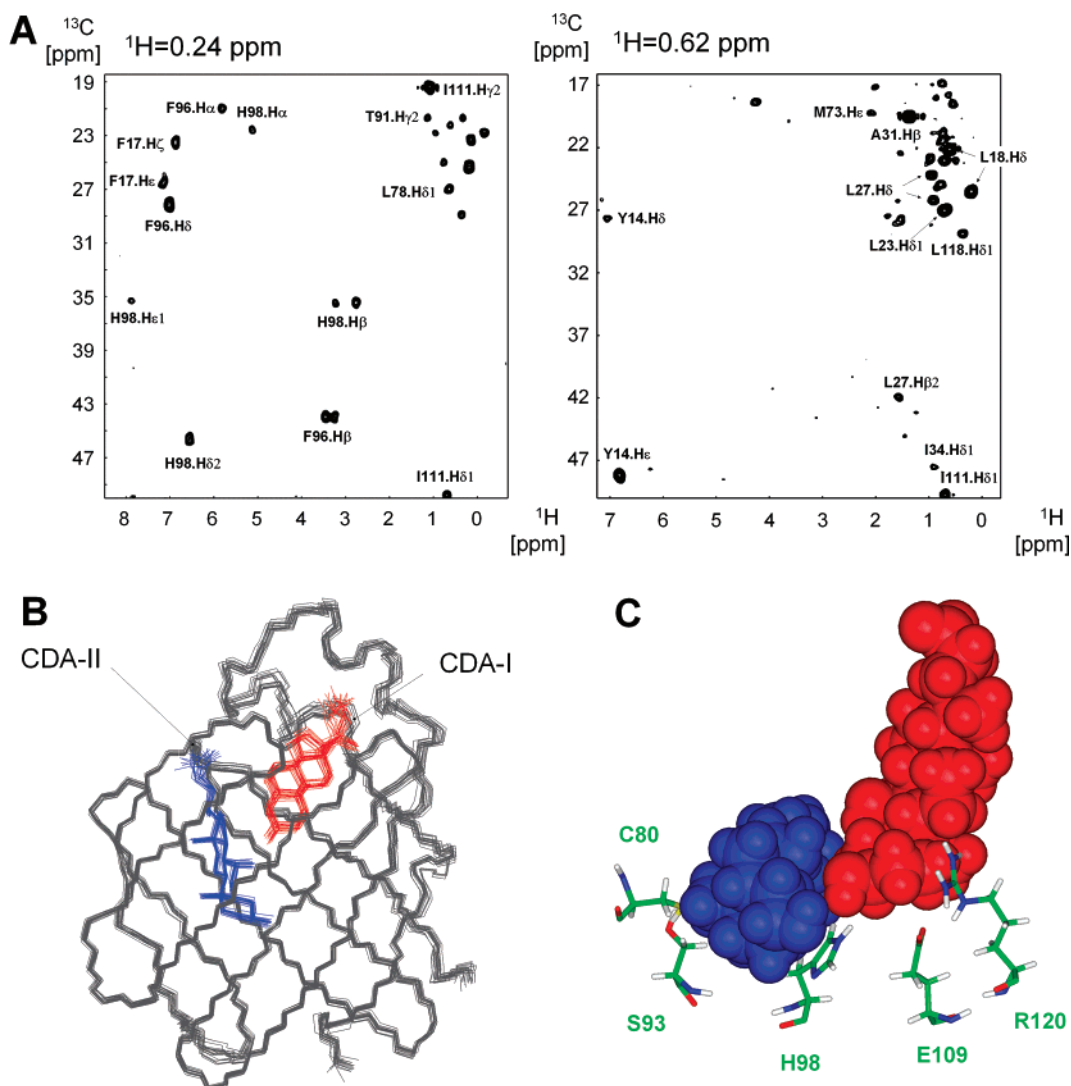 A
13C
[ppm]
1H=0.24 ppm
19
23
27
31
35
39
43
47
F96.Hα
H98.Hα
I111.Hγ2
T91.Hγ2
F17.Hζ
F17.Hε
L78.Hδ1
F96.Hδ
H98.Hε1
H98.Hβ
F96.Hβ
H98.Hδ2
I111.Hδ1
8 7 6 5 4 3 2 1 0
1H
[ppm]
13C
[ppm]
1H=0.62 ppm
17
22
27
32
37
42
47
M73.Hε
A31.Hβ
L18.Hδ
L27.Hδ
Y14.Hδ
L23.Hδ1
L118.Hδ1
L27.Hβ2
I34.Hδ1
Y14.Hε
I111.Hδ1
7 6 5 4 3 2 1 0
1H
[ppm]
B
CDA-II
CDA-I
C
C80
S93
H98
E109
R120